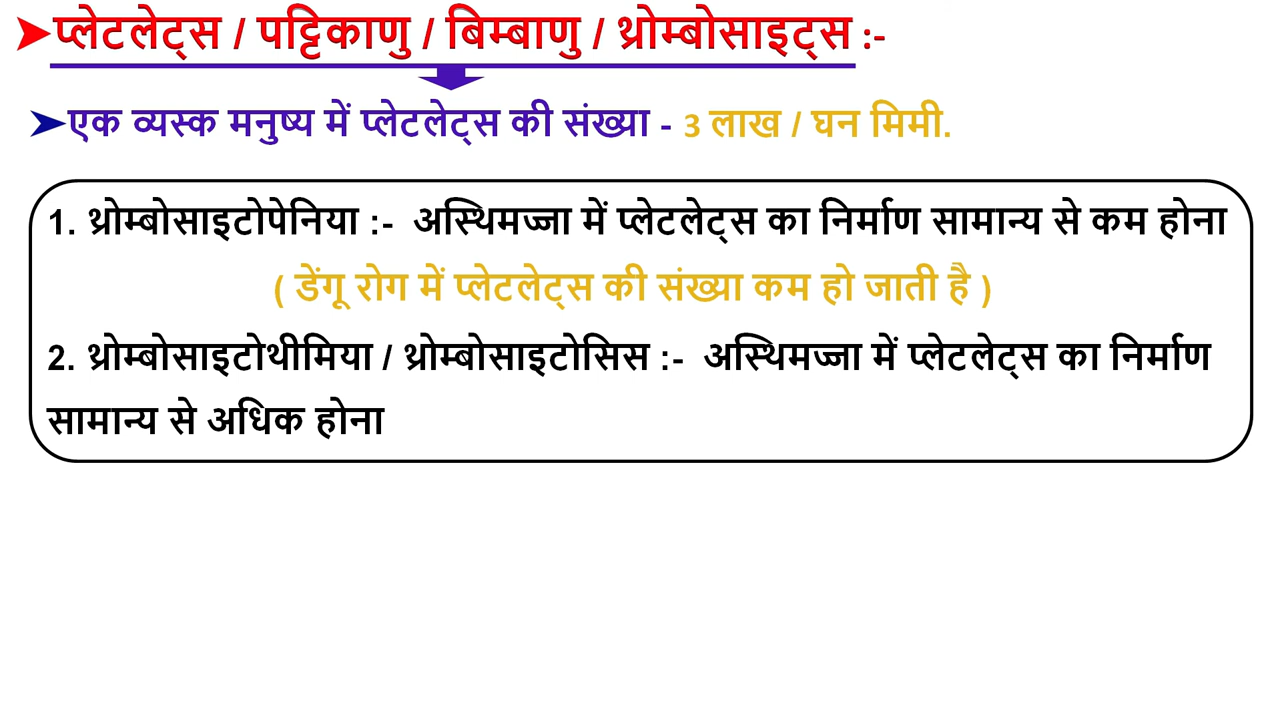 ➤प्लेटलेट्स / पट्टिकाणु / बिम्बाणु / थ्रोम्बोसाइट्स :-
➤एक व्यस्क मनुष्य में प्लेटलेट्स की संख्या - 3 लाख / घन मिमी.
1. थ्रोम्बोसाइटोपेनिया :- अस्थिमज्जा में प्लेटलेट्स का निर्माण सामान्य से कम होना
( डेंगू रोग में प्लेटलेट्स की संख्या कम हो जाती है )
2. थ्रोम्बोसाइटोथीमिया / थ्रोम्बोसाइटोसिस :- अस्थिमज्जा में प्लेटलेट्स का निर्माण
सामान्य से अधिक होना